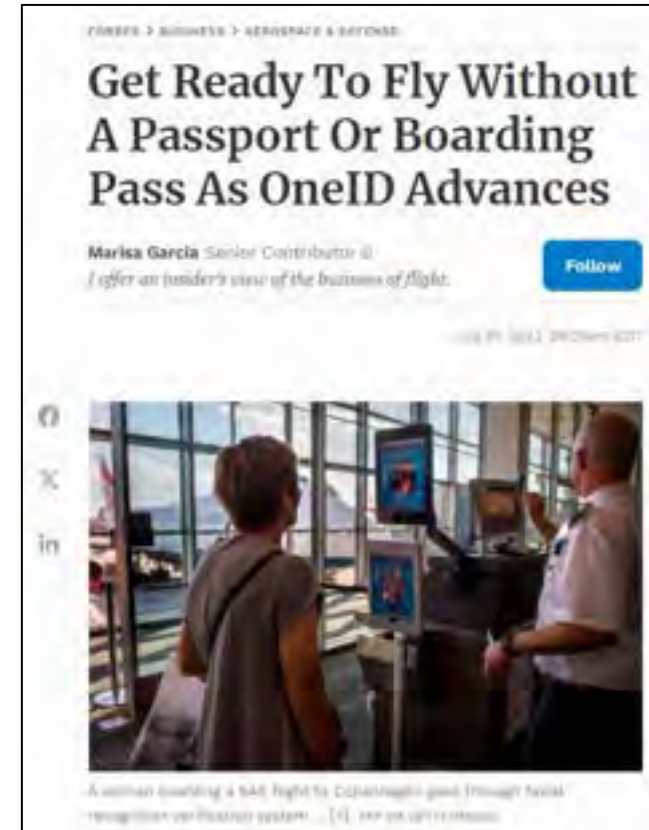 FORBES > BUSINESS > AEROSPACE & DEFENSE
Get Ready To Fly Without
A Passport Or Boarding
Pass As OneID Advances
Marisa Garcia Senior Contributor
I offer an insider's view of the business of flight.
Follow
in
A woman boarding a SAS flight to Copenhagen goes through facial
recognition verification system ... [+]